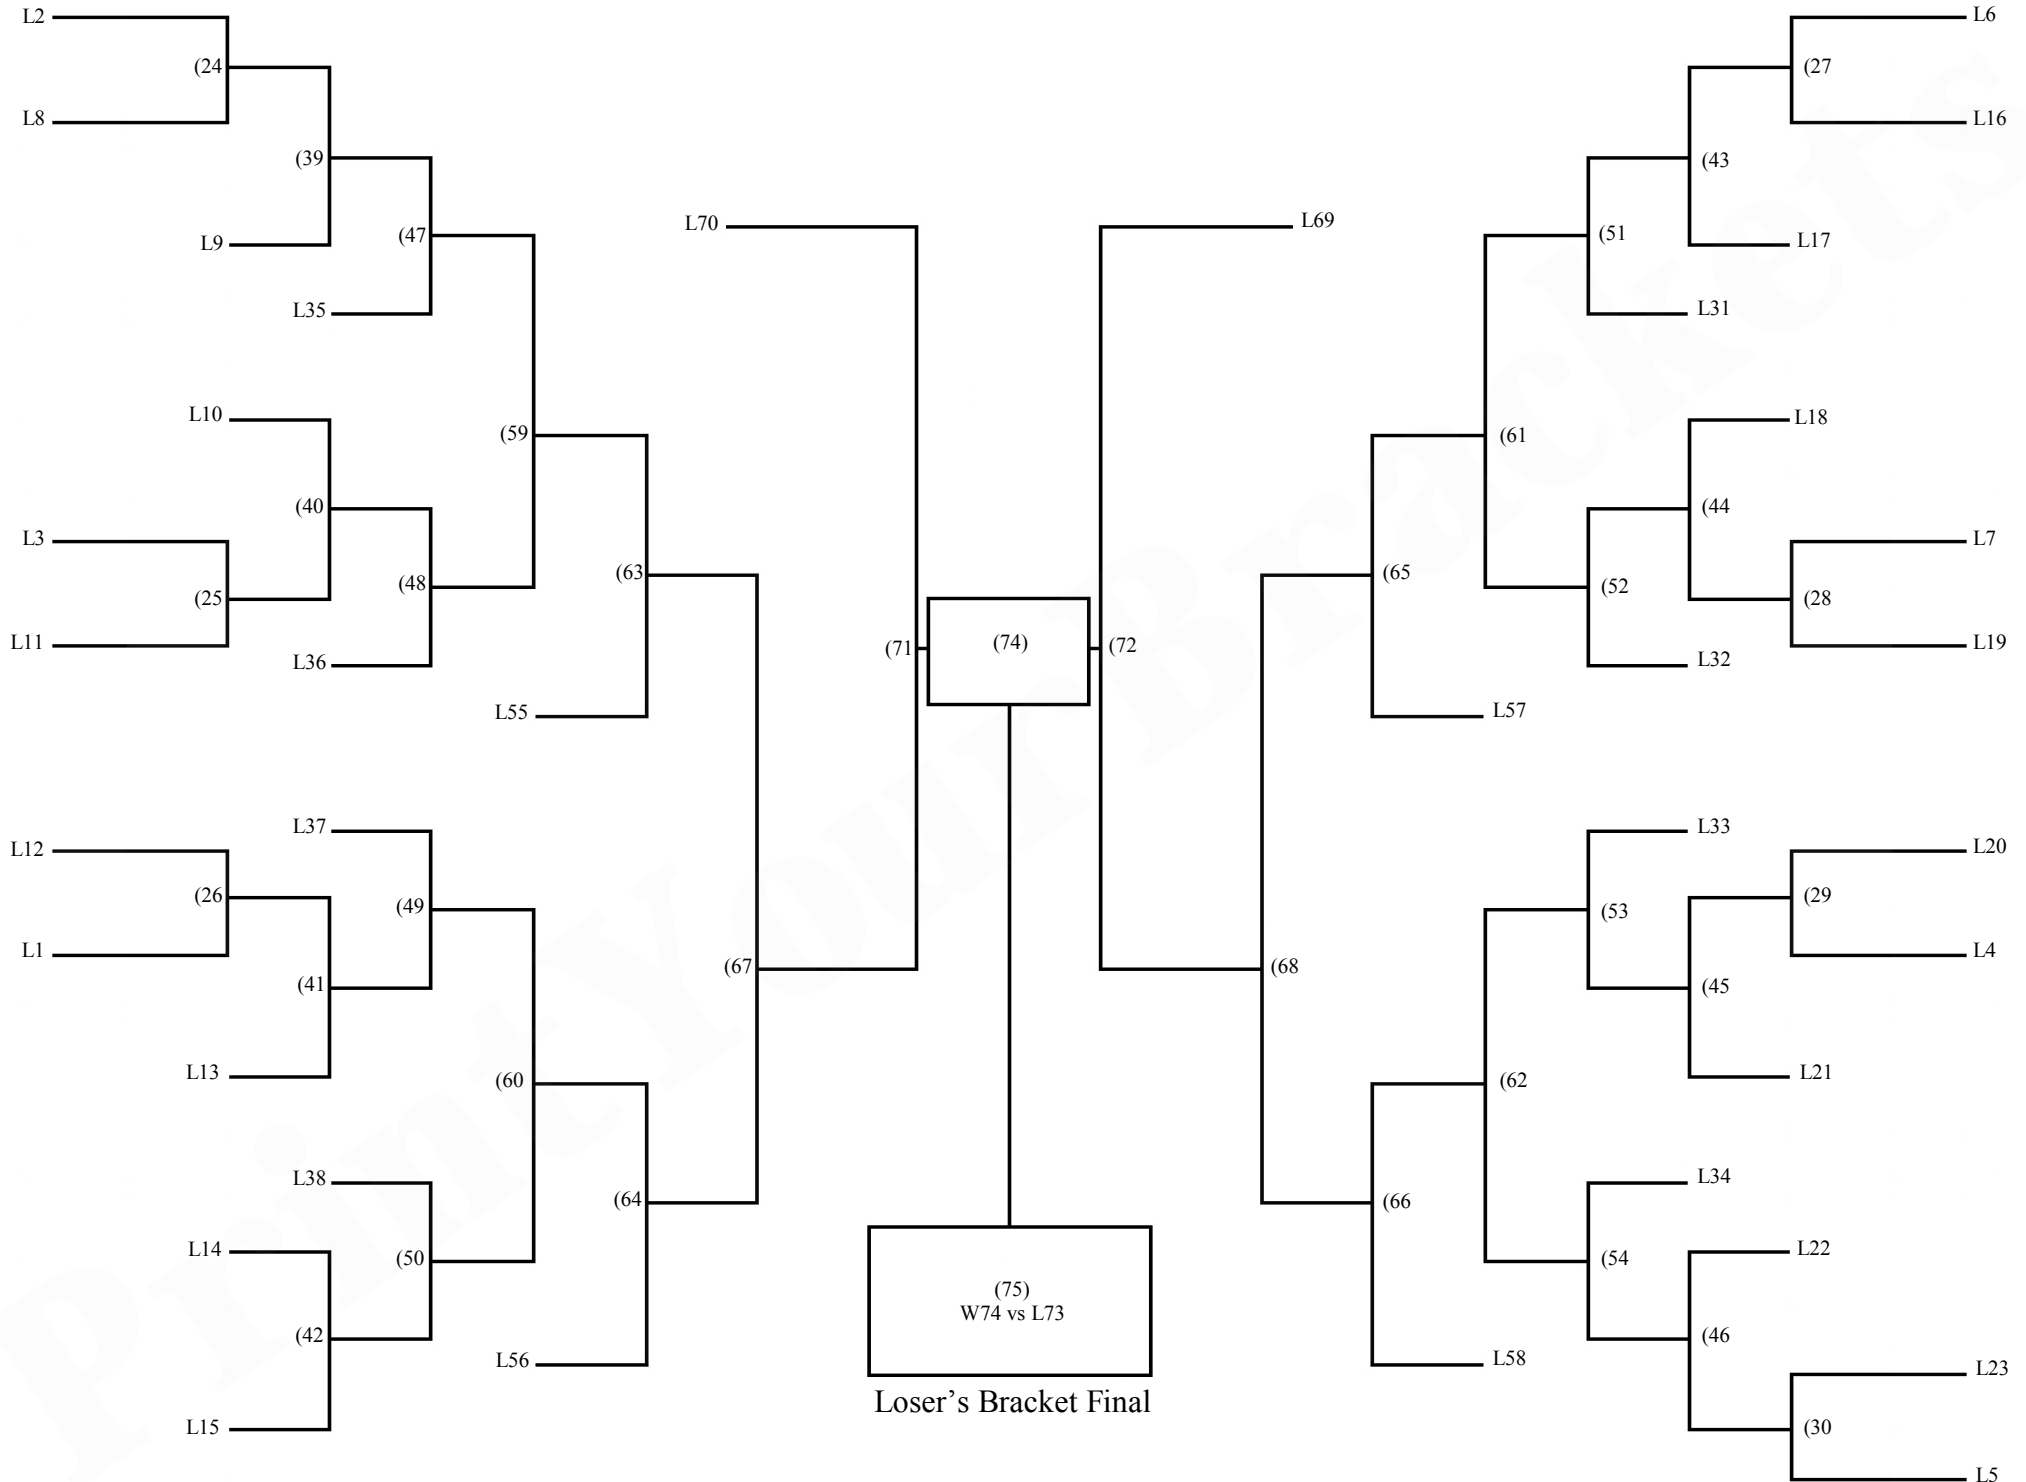 L2
L6
(24
(27
L8
L16
(39
(43
L70
L69
(47
(51
L9
L17
L35
L31
L10
L18
(59
(61
(40
(44
L3
L7
(63
(65
(48
(52
(25
(28
L11
L19
(71
(74)
(72
L36
L32
L55
L57
L37
L33
L12
L20
(26
(29
(49
(53
L1
L4
(67
(68
(41
(45
L13
L21
(60
(62
L38
L34
(64
(66
L14
L22
(50
(54
(75)
W74 vs L73
(42
(46
L56
L58
L23
Loser’s Bracket Final
L15
(30
L5
PrintYourBrackets